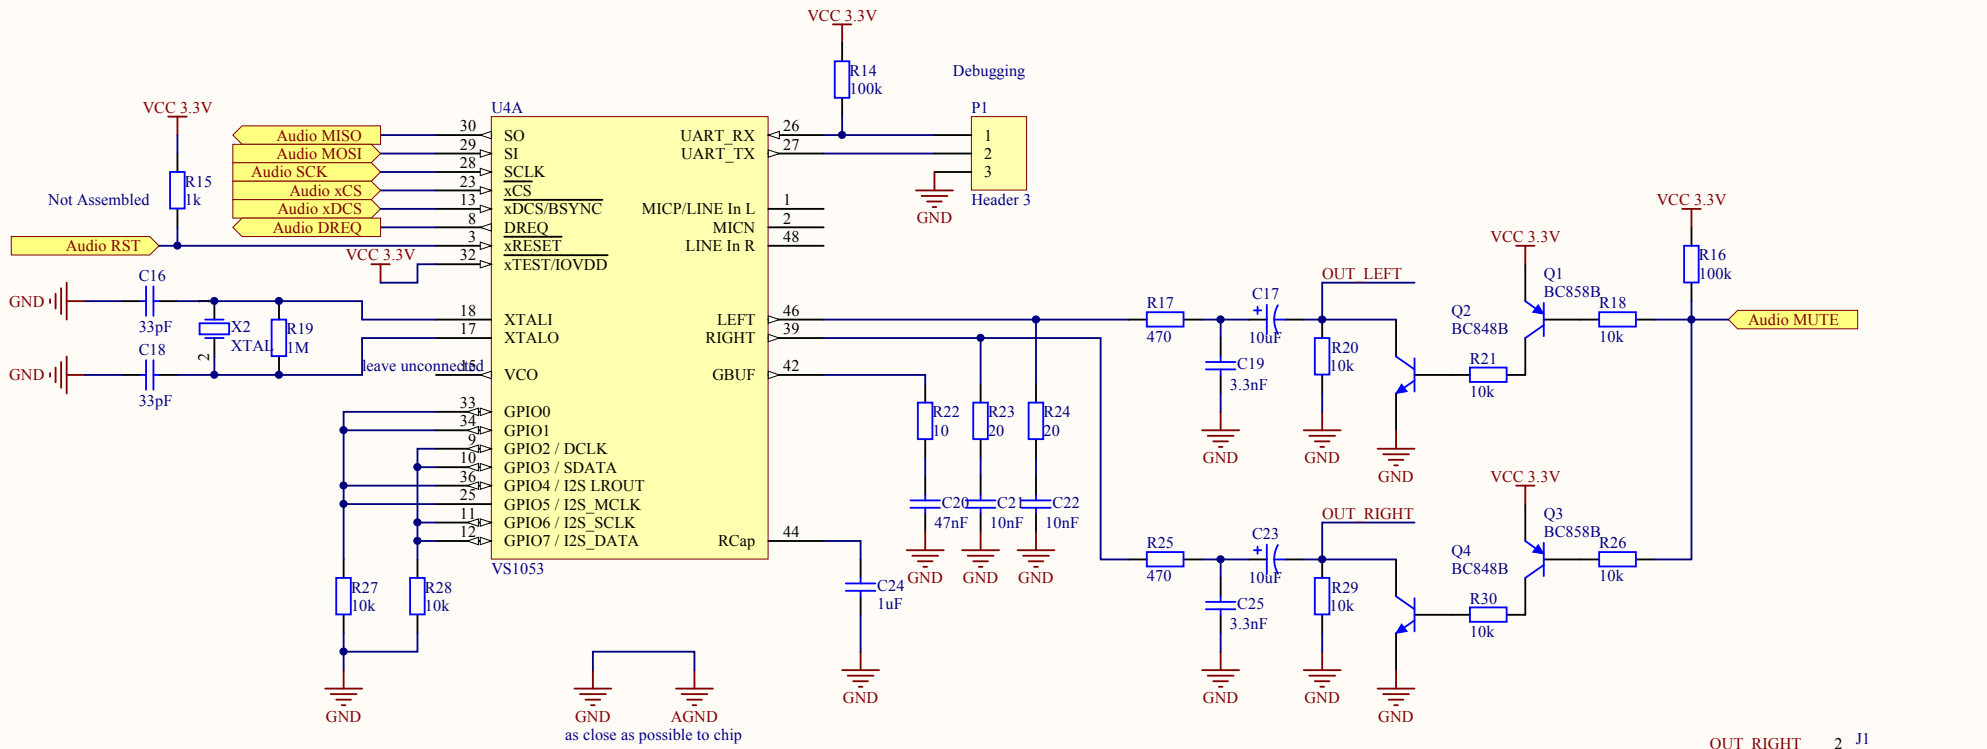 VCC 3.3V
R14
100k
Debugging
VCC 3.3V
U4A
P1
Audio MISO
30
SO
UART_RX
26
1
Audio MOSI
29
SI
UART_TX
27
2
Audio SCK
28
SCLK
3
R15
1k
Audio xCS
23
xCS
Not Assembled
Audio xDCS
13
xDCS/BSYNC
MICP/LINE In L
1
GND
Header 3
VCC 3.3V
Audio DREQ
8
DREQ
MICN
2
Audio RST
3
xRESET
LINE In R
48
VCC 3.3V
VCC 3.3V
32
xTEST/IOVDD
R16
100k
C16
GND
33pF
OUT_LEFT
Q1
BC858B
R17
470
C17
+
10uF
Q2
BC848B
R18
10k
Audio MUTE
18
XTALI
LEFT
46
X2
XTAL
2
R19
1M
17
XTALO
RIGHT
39
C18
GND
33pF
leave unconnected
15
VCO
GBUF
42
C19
3.3nF
R20
10k
R21
10k
33
GPIO0
34
GPIO1
9
GPIO2 / DCLK
10
GPIO3 / SDATA
36
GPIO4 / I2S LROUT
25
GPIO5 / I2S_MCLK
11
GPIO6 / I2S_SCLK
12
GPIO7 / I2S_DATA
RCap
44
VS1053
R22
10
R23
20
R24
20
C20
47nF
C21
10nF
C22
10nF
GND
GND
GND
GND
GND
GND
VCC 3.3V
OUT_RIGHT
Q3
BC858B
R25
470
C23
+
10uF
Q4
BC848B
R26
10k
R27
10k
R28
10k
C24
1uF
C25
3.3nF
R29
10k
R30
10k
GND
GND
AGND
GND
GND
GND
GND
as close as possible to chip
OUT_RIGHT
2
J1